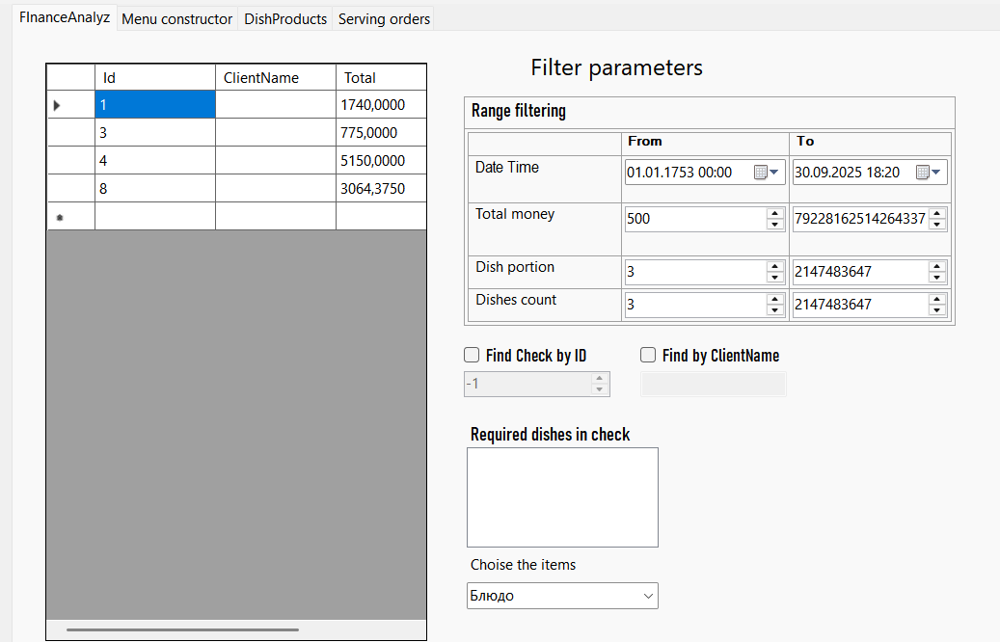 FInanceAnalyz Menu constructor DishProducts Serving orders
Filter parameters
Id ClientName Total
1 1740,0000
3 775,0000
4 5150,0000
8 3064,3750
Range filtering
From To
Date Time 01.01.1753 00:00 30.09.2025 18:20
Total money 500 79228162514264337
Dish portion 3 2147483647
Dishes count 3 2147483647
Find Check by ID Find by ClientName
-1
Required dishes in check
Choise the items
Блюдо